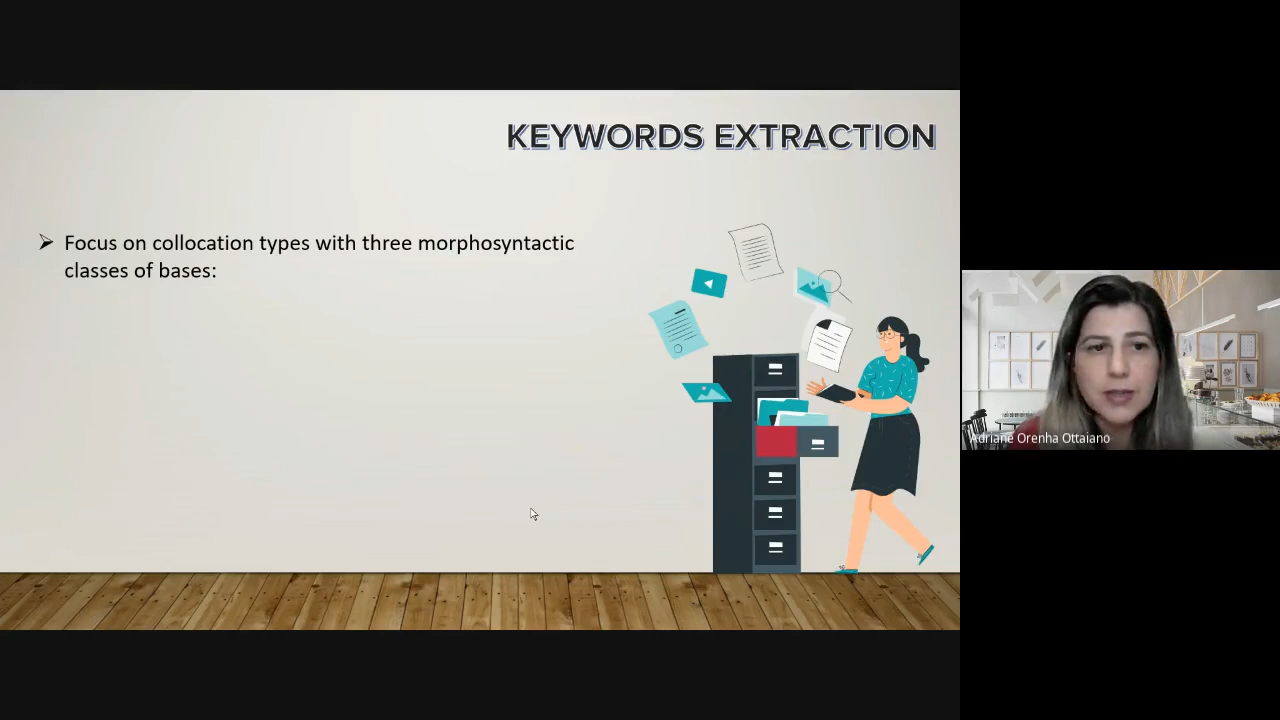 KEYWORDS EXTRACTION
➢ Focus on collocation types with three morphosyntactic
classes of bases:
Adriane Orenha Ottaiano